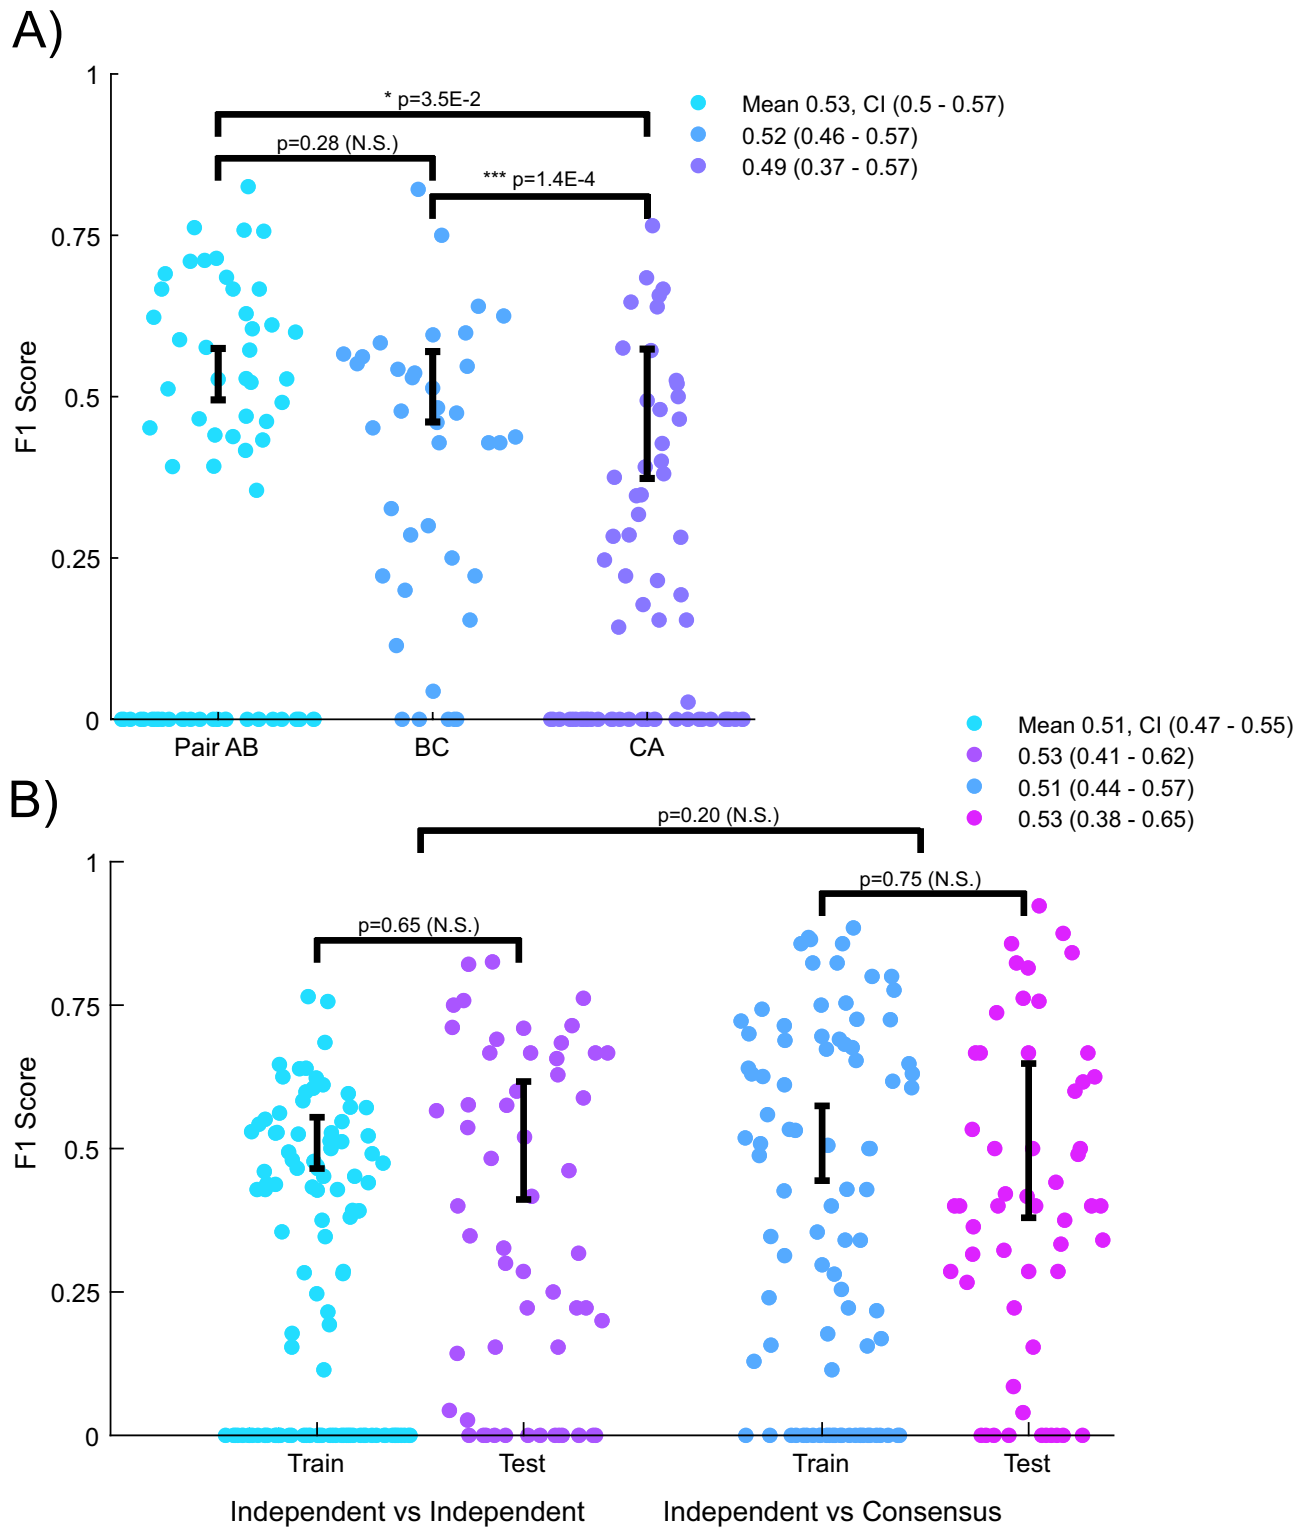 A)
1
* p=3.5E-2
Mean 0.53, CI (0.5 - 0.57)
0.52 (0.46 - 0.57)
0.49 (0.37 - 0.57)
p=0.28 (N.S.)
*** p=1.4E-4
0.75
0.5
0.25
0
F1 Score
Pair AB
BC
CA
Mean 0.51, CI (0.47 - 0.55)
0.53 (0.41 - 0.62)
0.51 (0.44 - 0.57)
0.53 (0.38 - 0.65)
B)
p=0.20 (N.S.)
1
p=0.75 (N.S.)
p=0.65 (N.S.)
0.75
0.5
0.25
0
F1 Score
Train
Test
Train
Test
Independent vs Independent
Independent vs Consensus